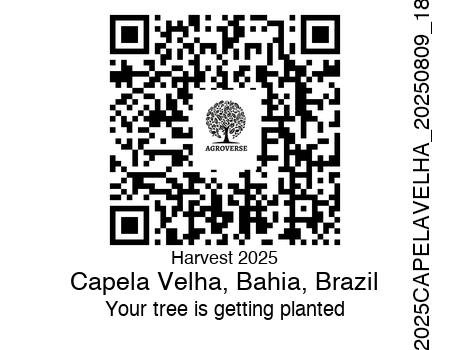 AGROVERSE
Harvest 2025
Capela Velha, Bahia, Brazil
Your tree is getting planted
2025CAPELAVELHA_20250809_18